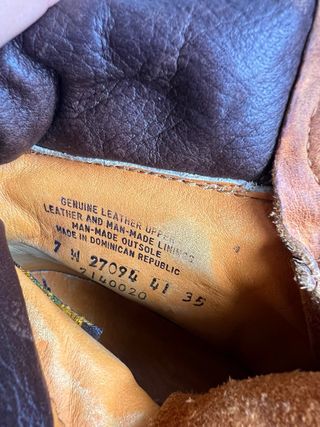 GENUINE LEATHER
LEATHER AND MAN-MADE LININGS
MAN-MADE OUTSOLE
MADE IN DOMINICAN REPUBLIC
7 M 27094 41 35
2140020